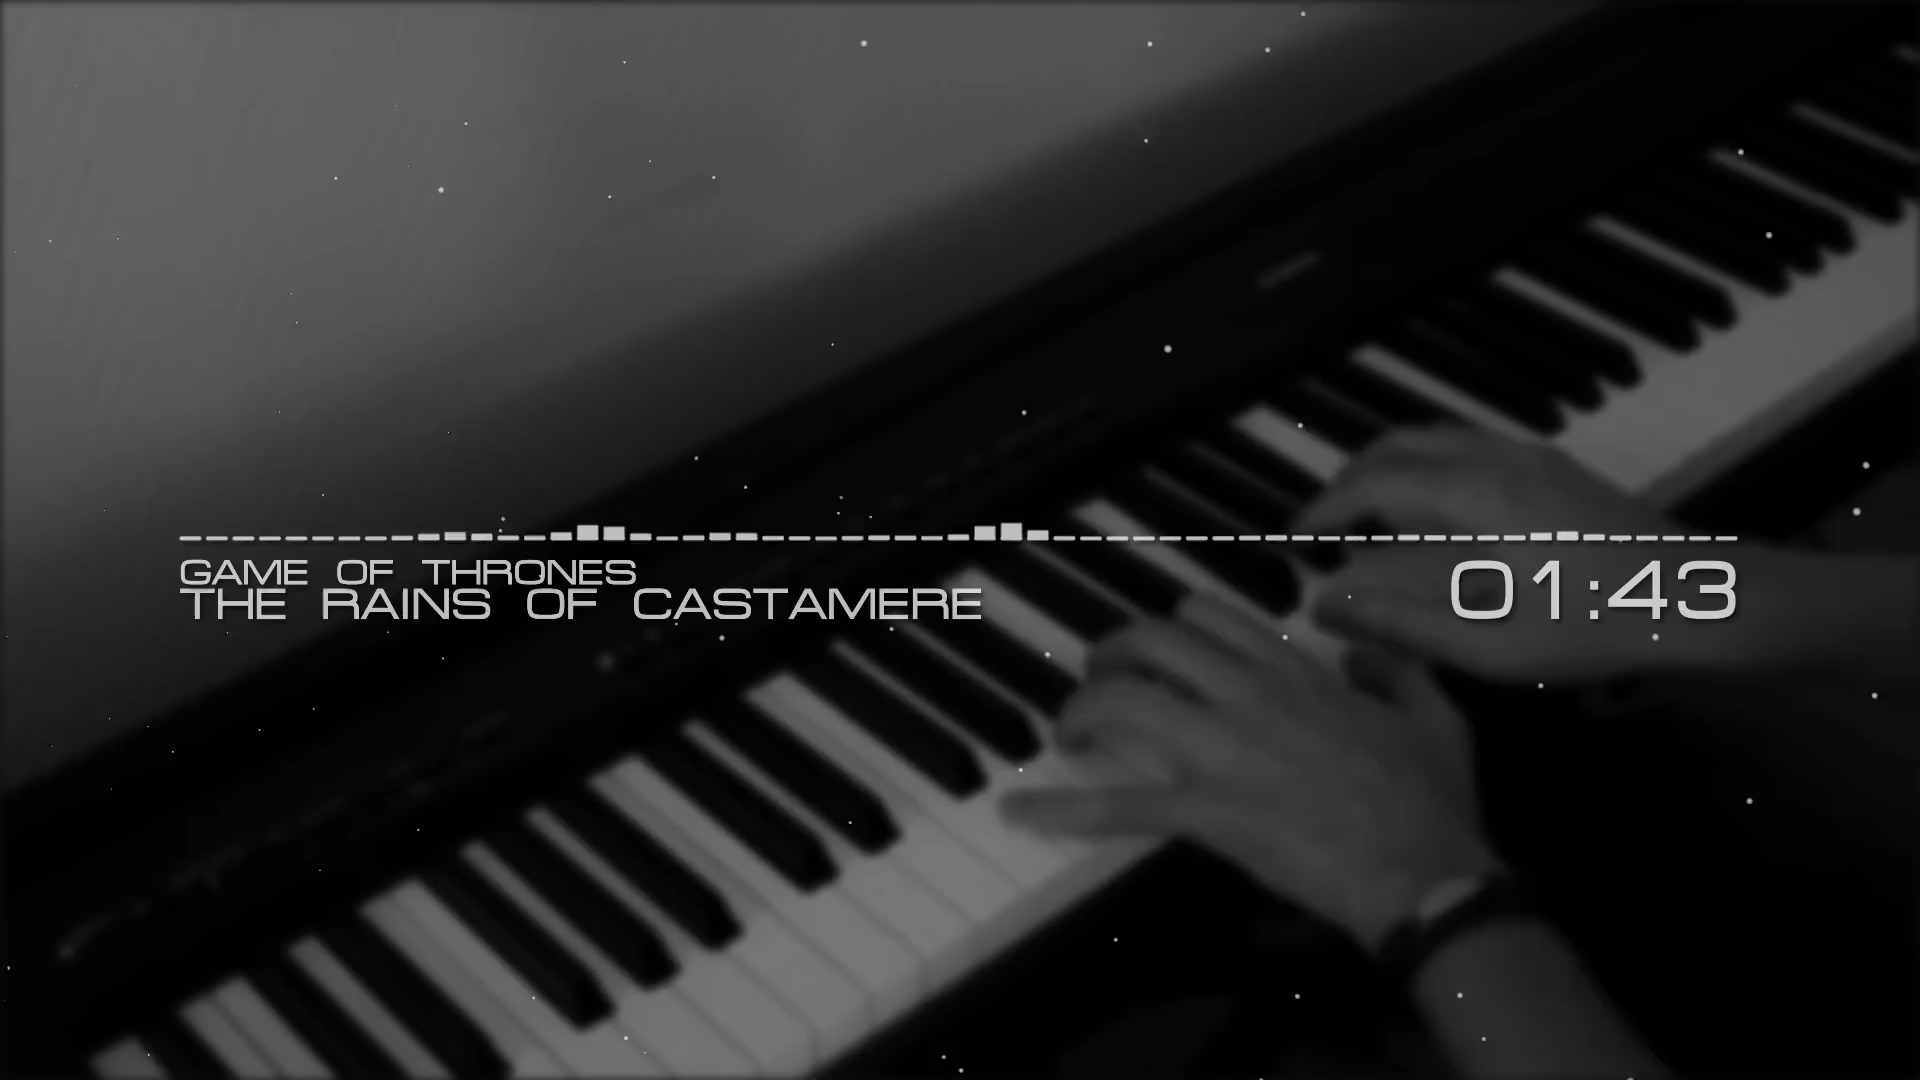 GAME OF THRONES
THE RAINS OF CASTAMERE
01:43